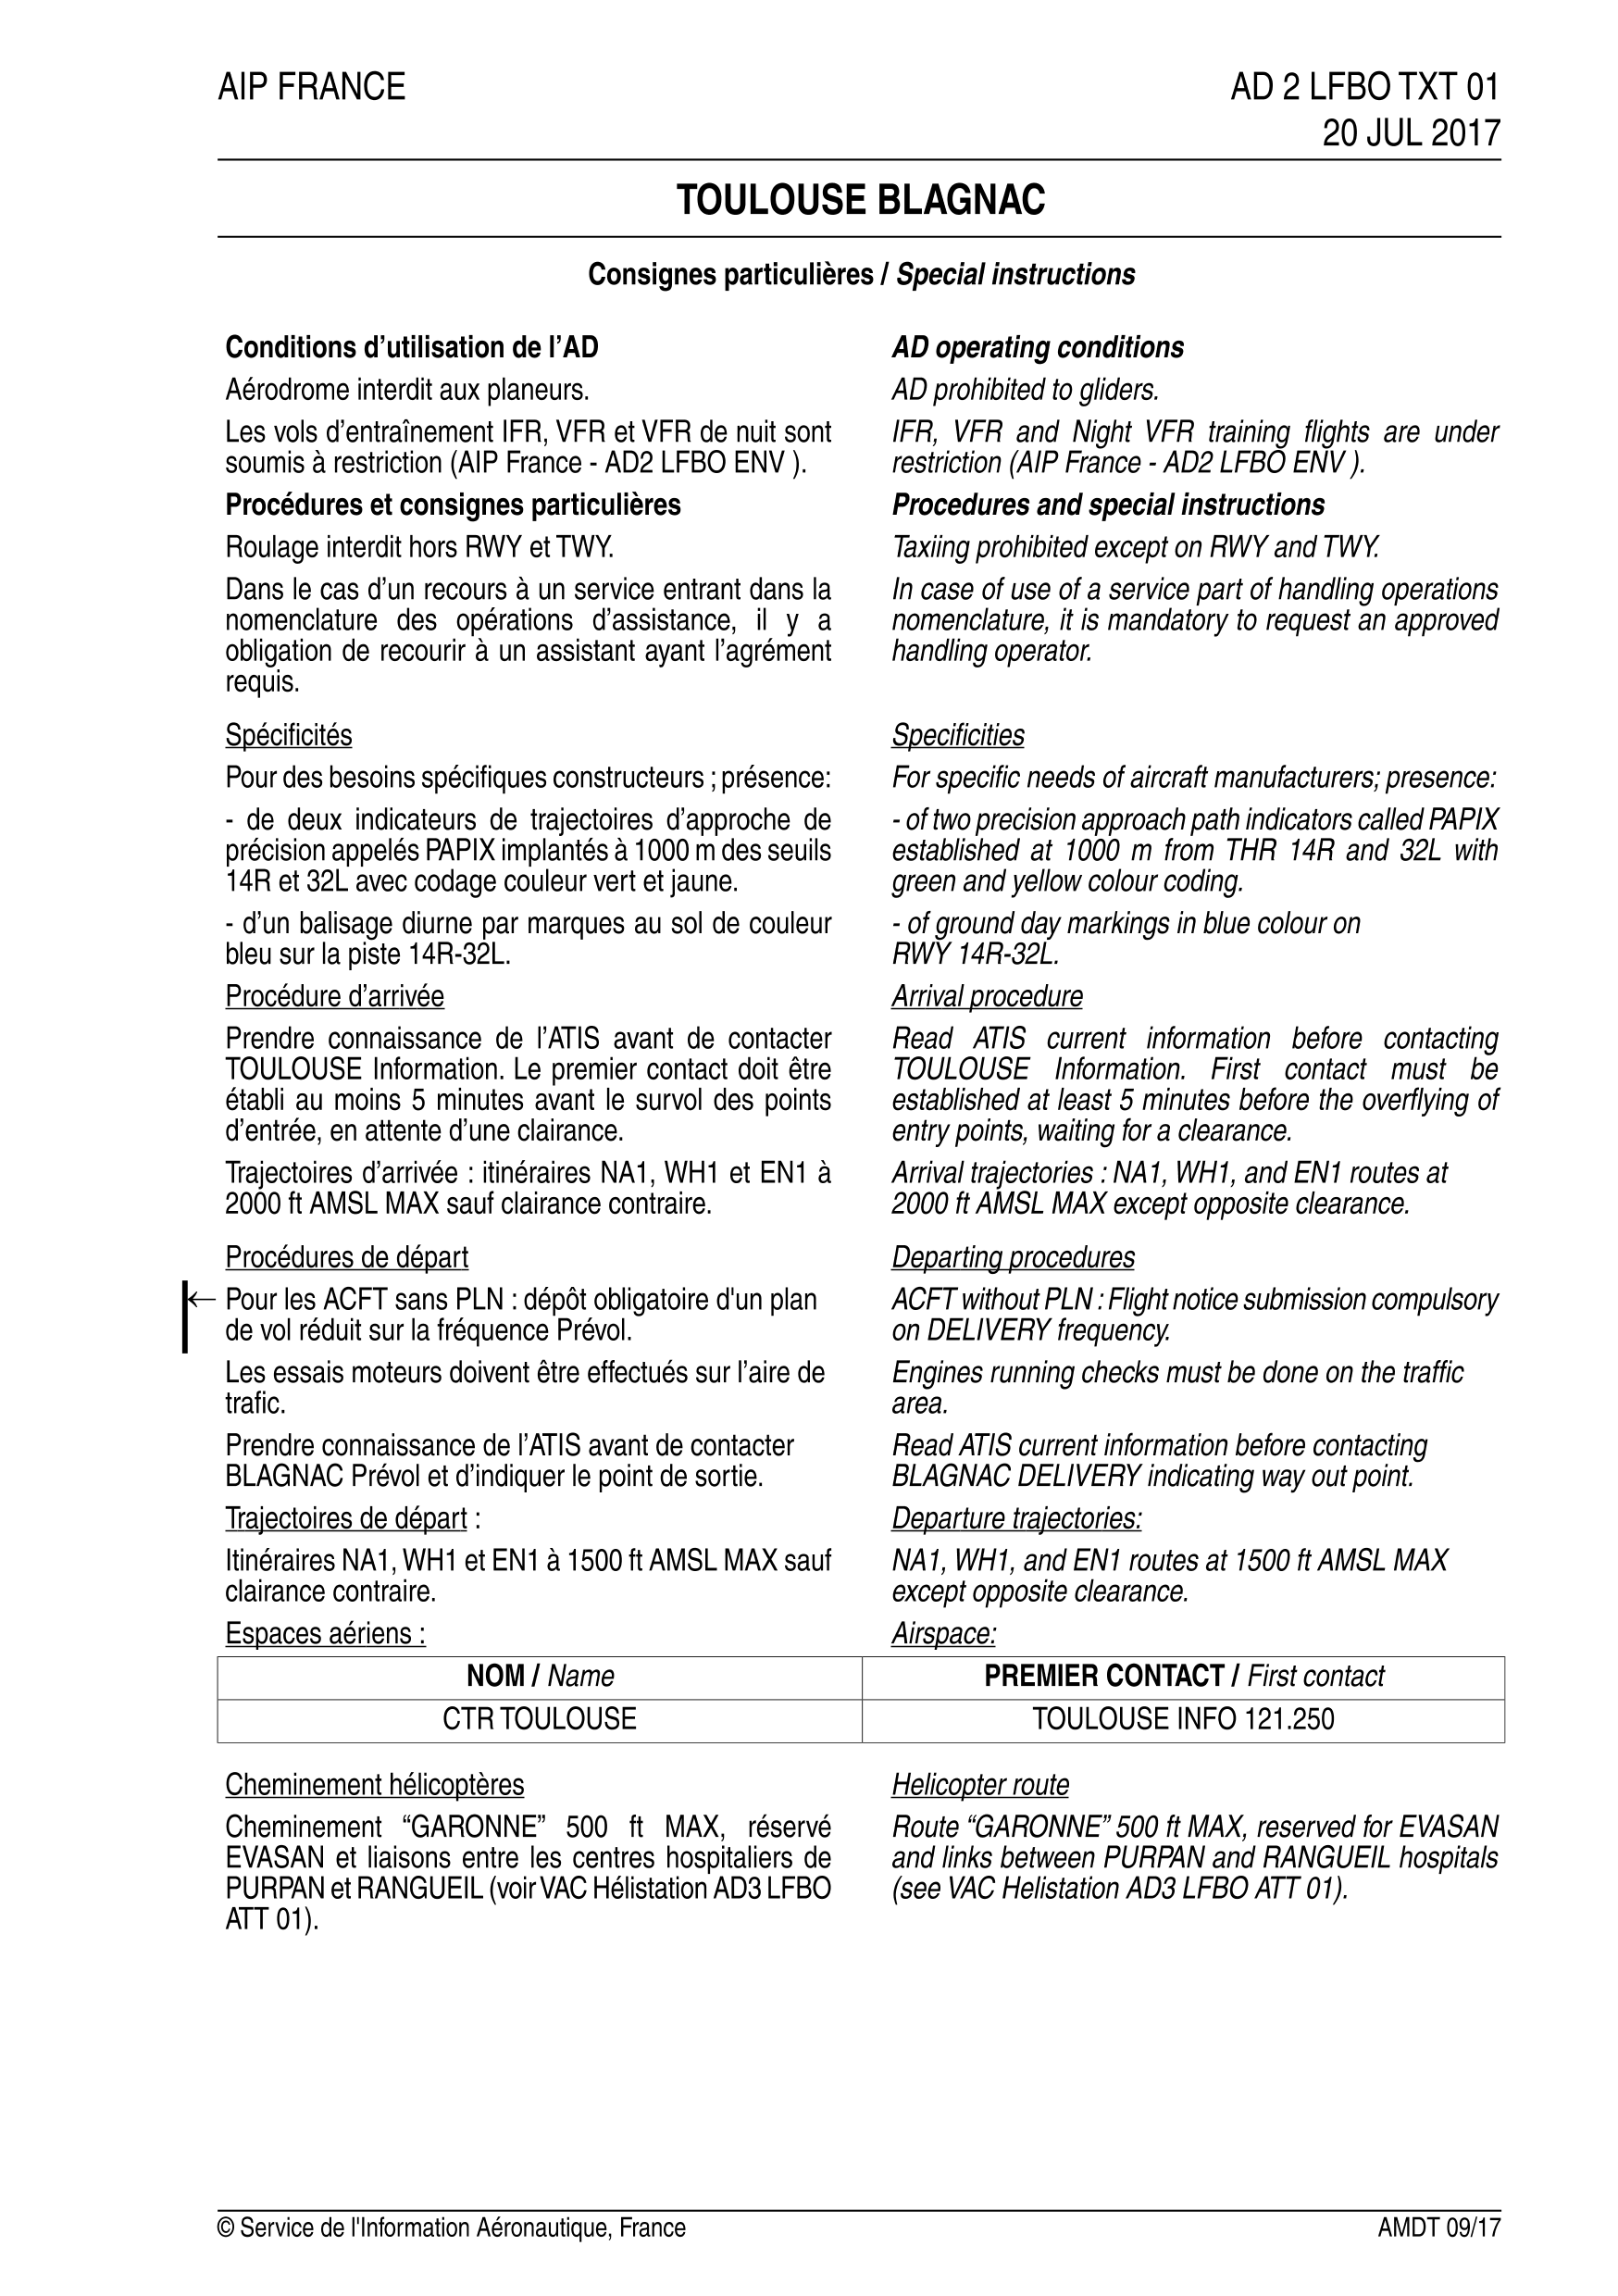 AIP FRANCE
AD 2 LFBO TXT 01
20 JUL 2017
TOULOUSE BLAGNAC
Consignes particulières / Special instructions
Conditions d’utilisation de l’AD
Aérodrome interdit aux planeurs.
Les vols d’entraînement IFR, VFR et VFR de nuit sont
soumis à restriction (AIP France - AD2 LFBO ENV ).
Procédures et consignes particulières
Roulage interdit hors RWY et TWY.
Dans le cas d’un recours à un service entrant dans la
nomenclature des opérations d’assistance, il y a
obligation de recourir à un assistant ayant l’agrément
requis.
Spécificités
Pour des besoins spécifiques constructeurs ; présence:
- de deux indicateurs de trajectoires d’approche de
précision appelés PAPIX implantés à 1000 m des seuils
14R et 32L avec codage couleur vert et jaune.
- d’un balisage diurne par marques au sol de couleur
bleu sur la piste 14R-32L.
Procédure d’arrivée
Prendre connaissance de l’ATIS avant de contacter
TOULOUSE Information. Le premier contact doit être
établi au moins 5 minutes avant le survol des points
d’entrée, en attente d’une clairance.
Trajectoires d’arrivée : itinéraires NA1, WH1 et EN1 à
2000 ft AMSL MAX sauf clairance contraire.
Procédures de départ
← Pour les ACFT sans PLN : dépôt obligatoire d'un plan
de vol réduit sur la fréquence Prévol.
Les essais moteurs doivent être effectués sur l’aire de
trafic.
Prendre connaissance de l’ATIS avant de contacter
BLAGNAC Prévol et d’indiquer le point de sortie.
Trajectoires de départ :
Itinéraires NA1, WH1 et EN1 à 1500 ft AMSL MAX sauf
clairance contraire.
Espaces aériens :
AD operating conditions
AD prohibited to gliders.
IFR, VFR and Night VFR training flights are under
restriction (AIP France - AD2 LFBO ENV ).
Procedures and special instructions
Taxiing prohibited except on RWY and TWY.
In case of use of a service part of handling operations
nomenclature, it is mandatory to request an approved
handling operator.
Specificities
For specific needs of aircraft manufacturers; presence:
- of two precision approach path indicators called PAPIX
established at 1000 m from THR 14R and 32L with
green and yellow colour coding.
- of ground day markings in blue colour on
RWY 14R-32L.
Arrival procedure
Read ATIS current information before contacting
TOULOUSE Information. First contact must be
established at least 5 minutes before the overflying of
entry points, waiting for a clearance.
Arrival trajectories : NA1, WH1, and EN1 routes at
2000 ft AMSL MAX except opposite clearance.
Departing procedures
ACFT without PLN : Flight notice submission compulsory
on DELIVERY frequency.
Engines running checks must be done on the traffic
area.
Read ATIS current information before contacting
BLAGNAC DELIVERY indicating way out point.
Departure trajectories:
NA1, WH1, and EN1 routes at 1500 ft AMSL MAX
except opposite clearance.
Airspace:
NOM / Name
PREMIER CONTACT / First contact
CTR TOULOUSE
TOULOUSE INFO 121.250
Cheminement hélicoptères
Cheminement “GARONNE” 500 ft MAX, réservé
EVASAN et liaisons entre les centres hospitaliers de
PURPAN et RANGUEIL (voir VAC Hélistation AD3 LFBO
ATT 01).
Helicopter route
Route “GARONNE” 500 ft MAX, reserved for EVASAN
and links between PURPAN and RANGUEIL hospitals
(see VAC Helistation AD3 LFBO ATT 01).
© Service de l'Information Aéronautique, France
AMDT 09/17